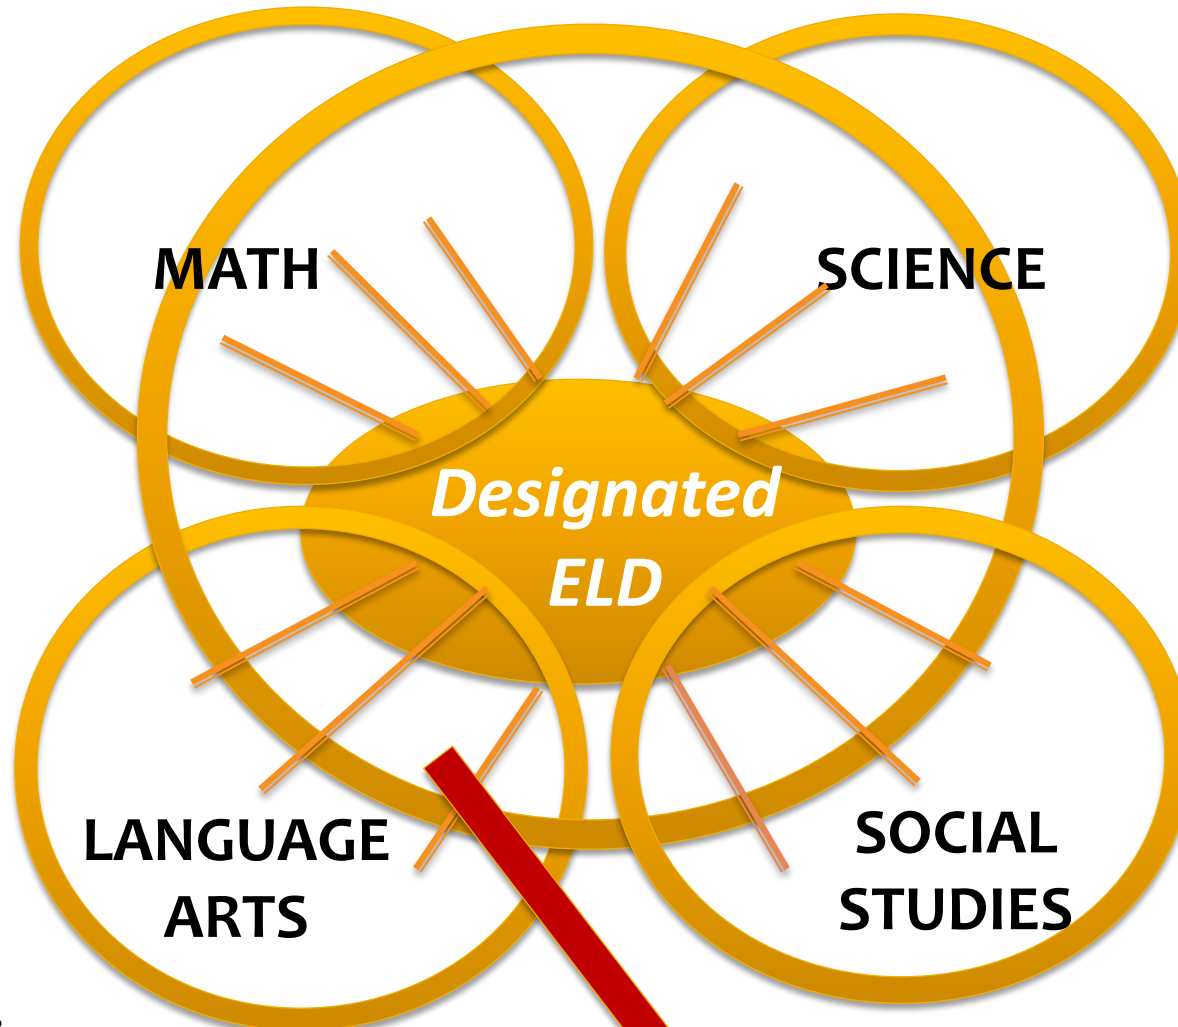 MATH
SCIENCE
Designated
ELD
LANGUAGE
ARTS
SOCIAL
STUDIES